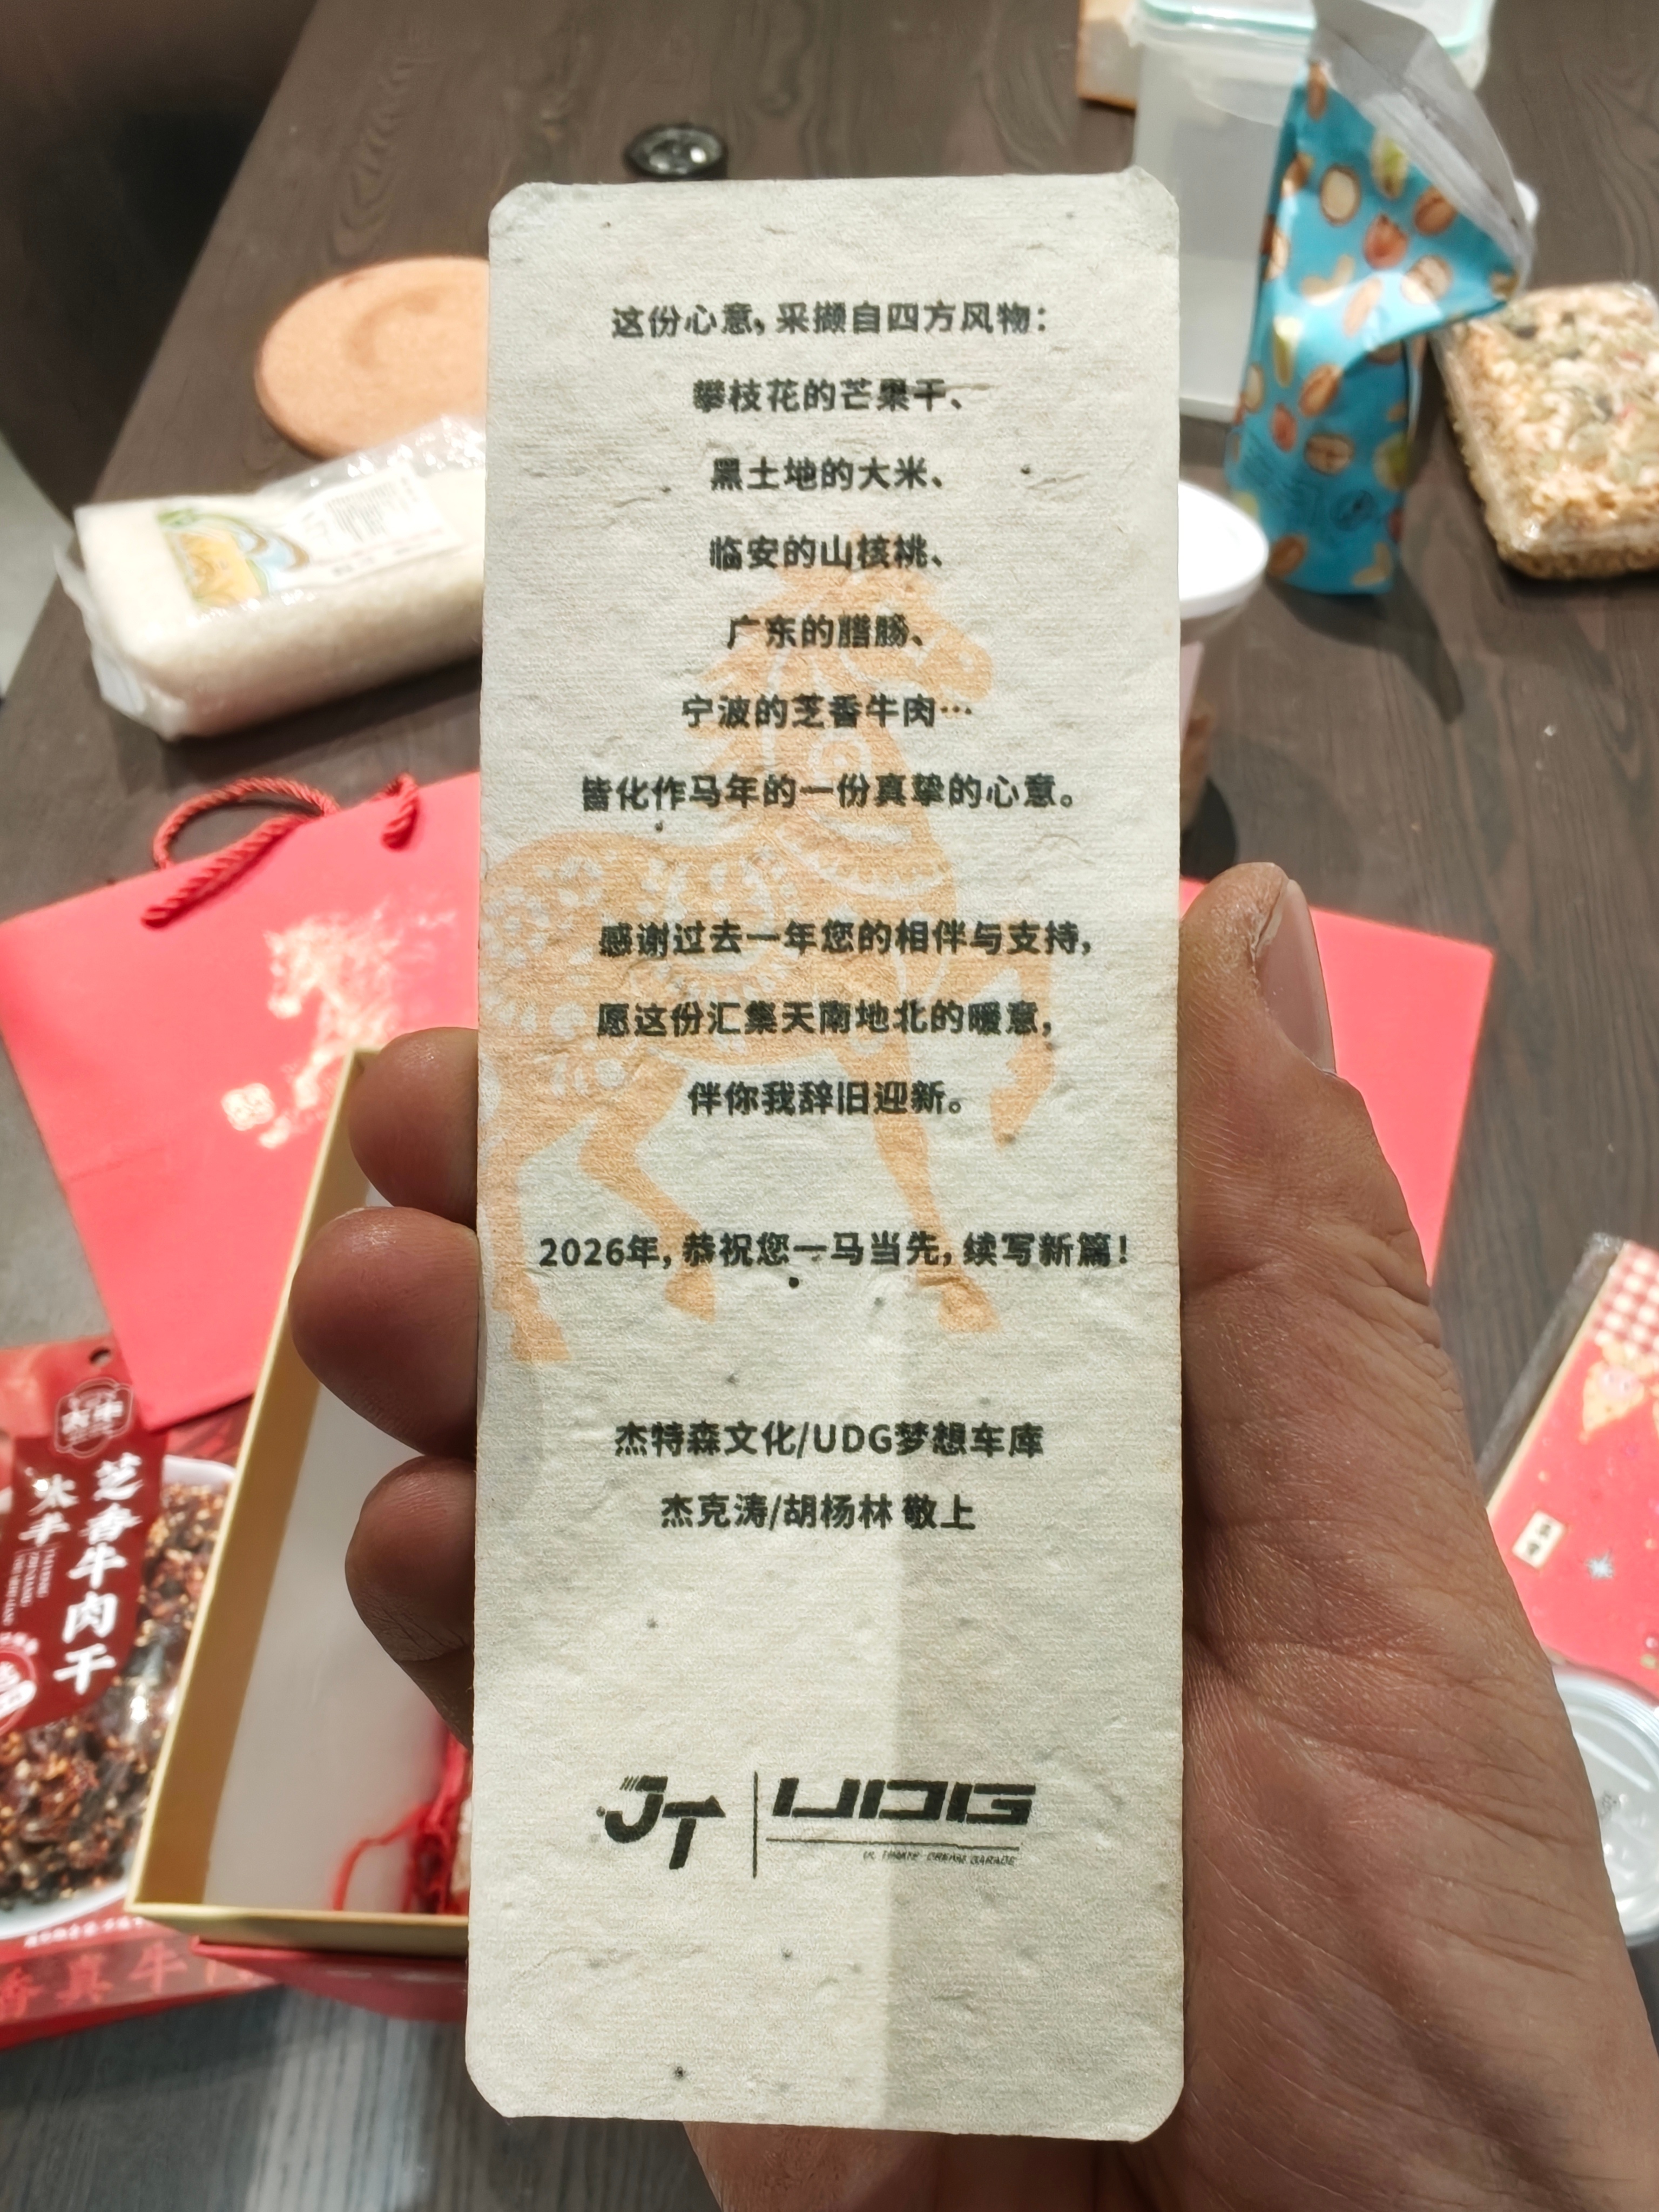 这份心意，采撷自四方风物：
攀枝花的芒果干、
黑土地的大米、
临安的山核桃、
广东的腊肠、
宁波的芝香牛肉…
皆化作马年的一份真挚的心意。
感谢过去一年您的相伴与支持，
愿这份汇集天南地北的暖意，
伴你我辞旧迎新。
2026年，恭祝您一马当先，续写新篇！
杰特森文化/UDG梦想车库
杰克涛/胡杨林 敬上
JT
UDG
ULTIMATE DREAM GARAGE
芝香牛肉干
香真牛